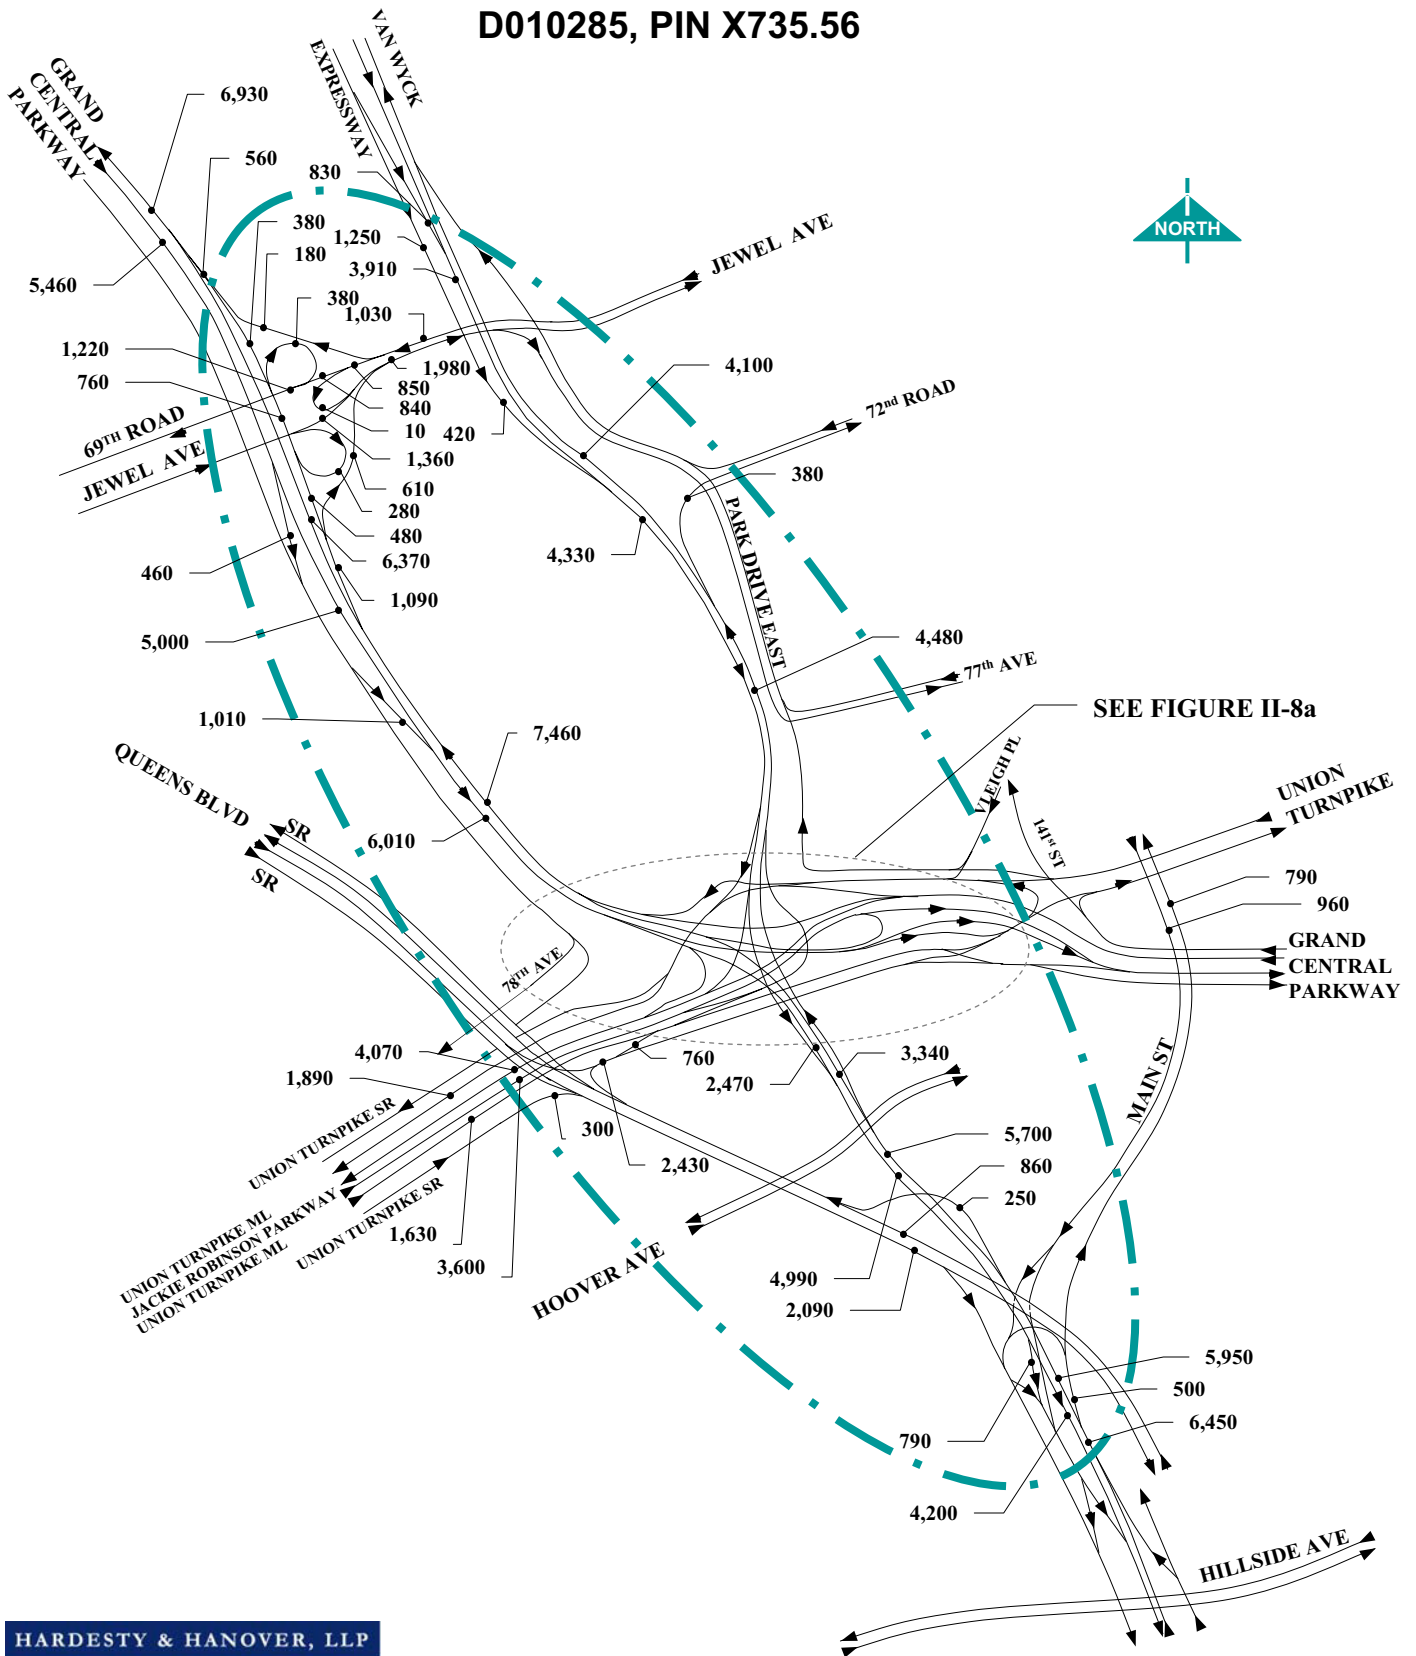 D010285, PIN X735.56
GRAND
CENTRAL
PARKWAY
EXPRESSWAY
VAN WYCK
6,930
560
830
380
1,250
180
3,910
5,460
380
1,030
JEWEL AVE
NORTH
1,220
760
1,980
850
840
10
420
1,360
4,100
72nd ROAD
69TH ROAD
JEWEL AVE
610
280
480
6,370
380
4,330
PARK DRIVE EAST
460
1,090
5,000
4,480
77th AVE
1,010
7,460
SEE FIGURE II-8a
QUEENS BLVD
SR
SR
6,010
VLEIGH PL
141st ST
UNION
TURNPIKE
790
960
GRAND
CENTRAL
PARKWAY
78TH AVE
4,070
1,890
760
2,470
3,340
MAIN ST
UNION TURNPIKE SR
300
2,430
5,700
860
250
UNION TURNPIKE ML
JACKIE ROBINSON PARKWAY
UNION TURNPIKE ML
UNION TURNPIKE SR
1,630
3,600
HOOVER AVE
4,990
2,090
5,950
500
6,450
790
4,200
HILLSIDE AVE
HARDESTY & HANOVER, LLP